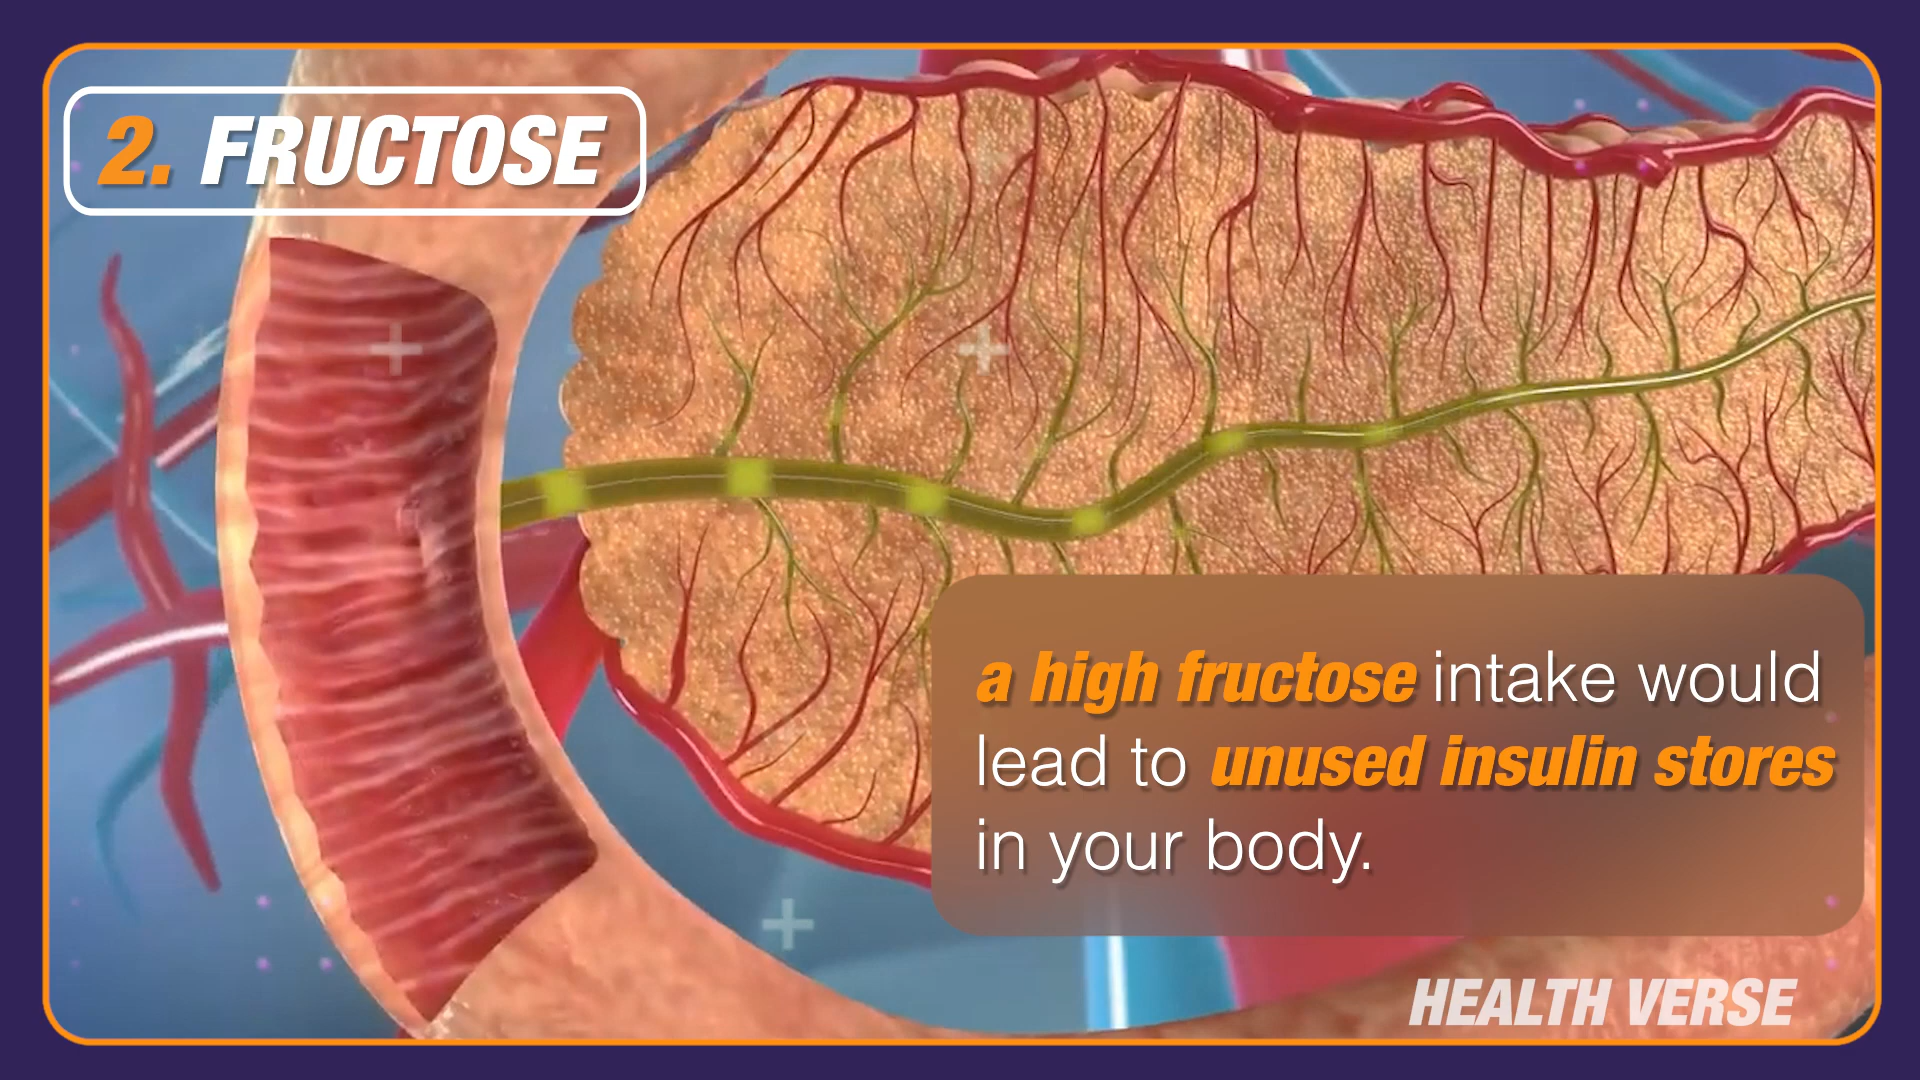 2. FRUCTOSE
a high fructose intake would
lead to unused insulin stores
in your body.
HEALTH VERSE